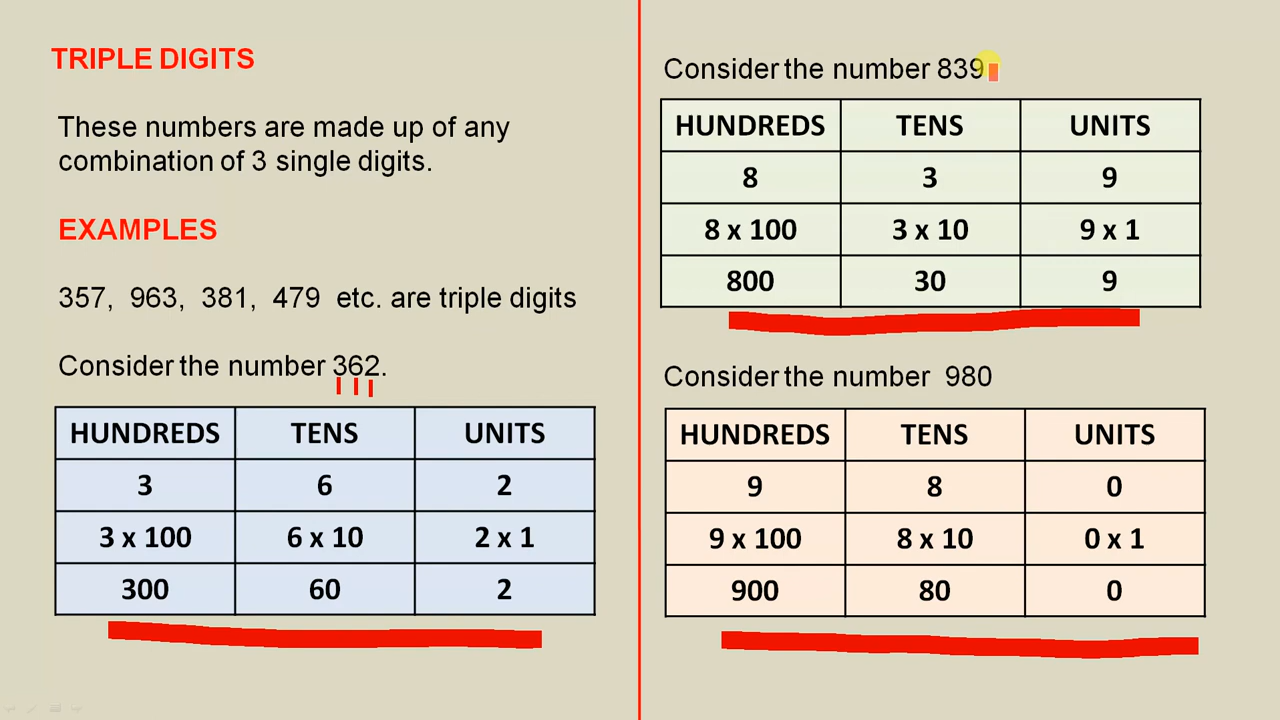 TRIPLE DIGITS
These numbers are made up of any
combination of 3 single digits.
EXAMPLES
357, 963, 381, 479 etc. are triple digits
Consider the number 362.
HUNDREDS TENS UNITS
3 6 2
3 x 100 6 x 10 2 x 1
300 60 2
Consider the number 839
HUNDREDS TENS UNITS
8 3 9
8 x 100 3 x 10 9 x 1
800 30 9
Consider the number 980
HUNDREDS TENS UNITS
9 8 0
9 x 100 8 x 10 0 x 1
900 80 0